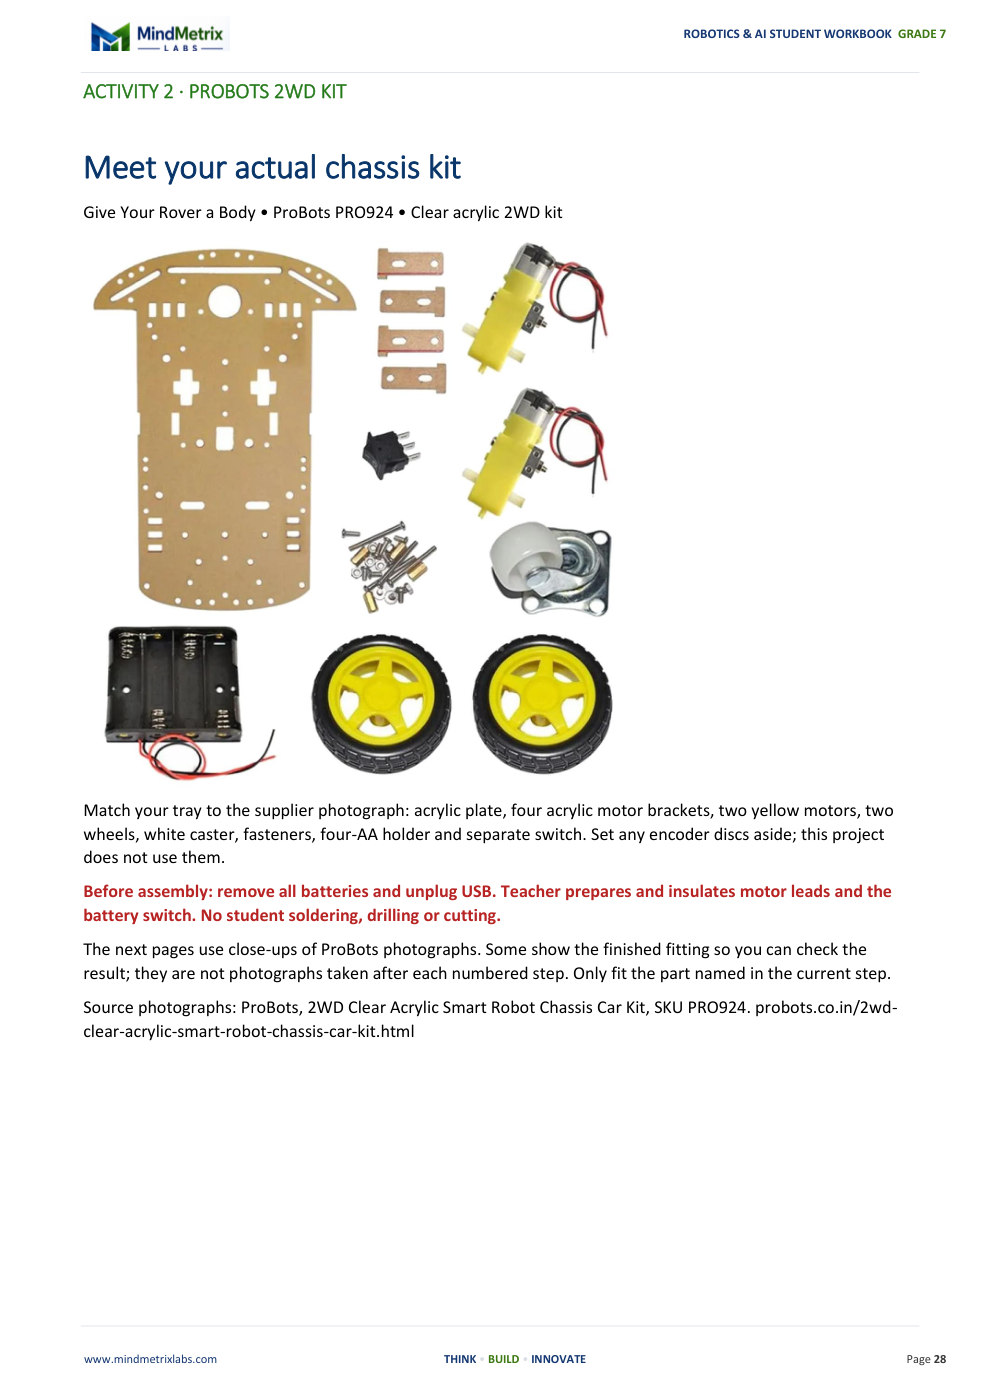 MindMetrix
LABS
ROBOTICS & AI STUDENT WORKBOOK GRADE 7
ACTIVITY 2 · PROBOTS 2WD KIT
Meet your actual chassis kit
Give Your Rover a Body • ProBots PRO924 • Clear acrylic 2WD kit
Match your tray to the supplier photograph: acrylic plate, four acrylic motor brackets, two yellow motors, two
wheels, white caster, fasteners, four-AA holder and separate switch. Set any encoder discs aside; this project
does not use them.
Before assembly: remove all batteries and unplug USB. Teacher prepares and insulates motor leads and the
battery switch. No student soldering, drilling or cutting.
The next pages use close-ups of ProBots photographs. Some show the finished fitting so you can check the
result; they are not photographs taken after each numbered step. Only fit the part named in the current step.
Source photographs: ProBots, 2WD Clear Acrylic Smart Robot Chassis Car Kit, SKU PRO924. probots.co.in/2wd-
clear-acrylic-smart-robot-chassis-car-kit.html
www.mindmetrixlabs.com
THINK • BUILD • INNOVATE
Page 28